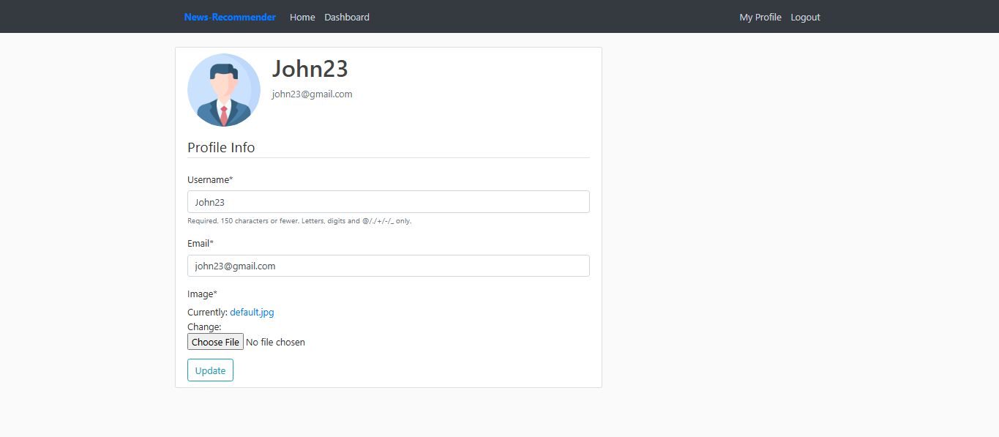 News-Recommender Home Dashboard My Profile Logout
John23
john23@gmail.com
Profile Info
Username*
John23
Required. 150 characters or fewer. Letters, digits and @/./+/-/_ only.
Email*
john23@gmail.com
Image*
Currently: default.jpg
Change:
Choose File No file chosen
Update